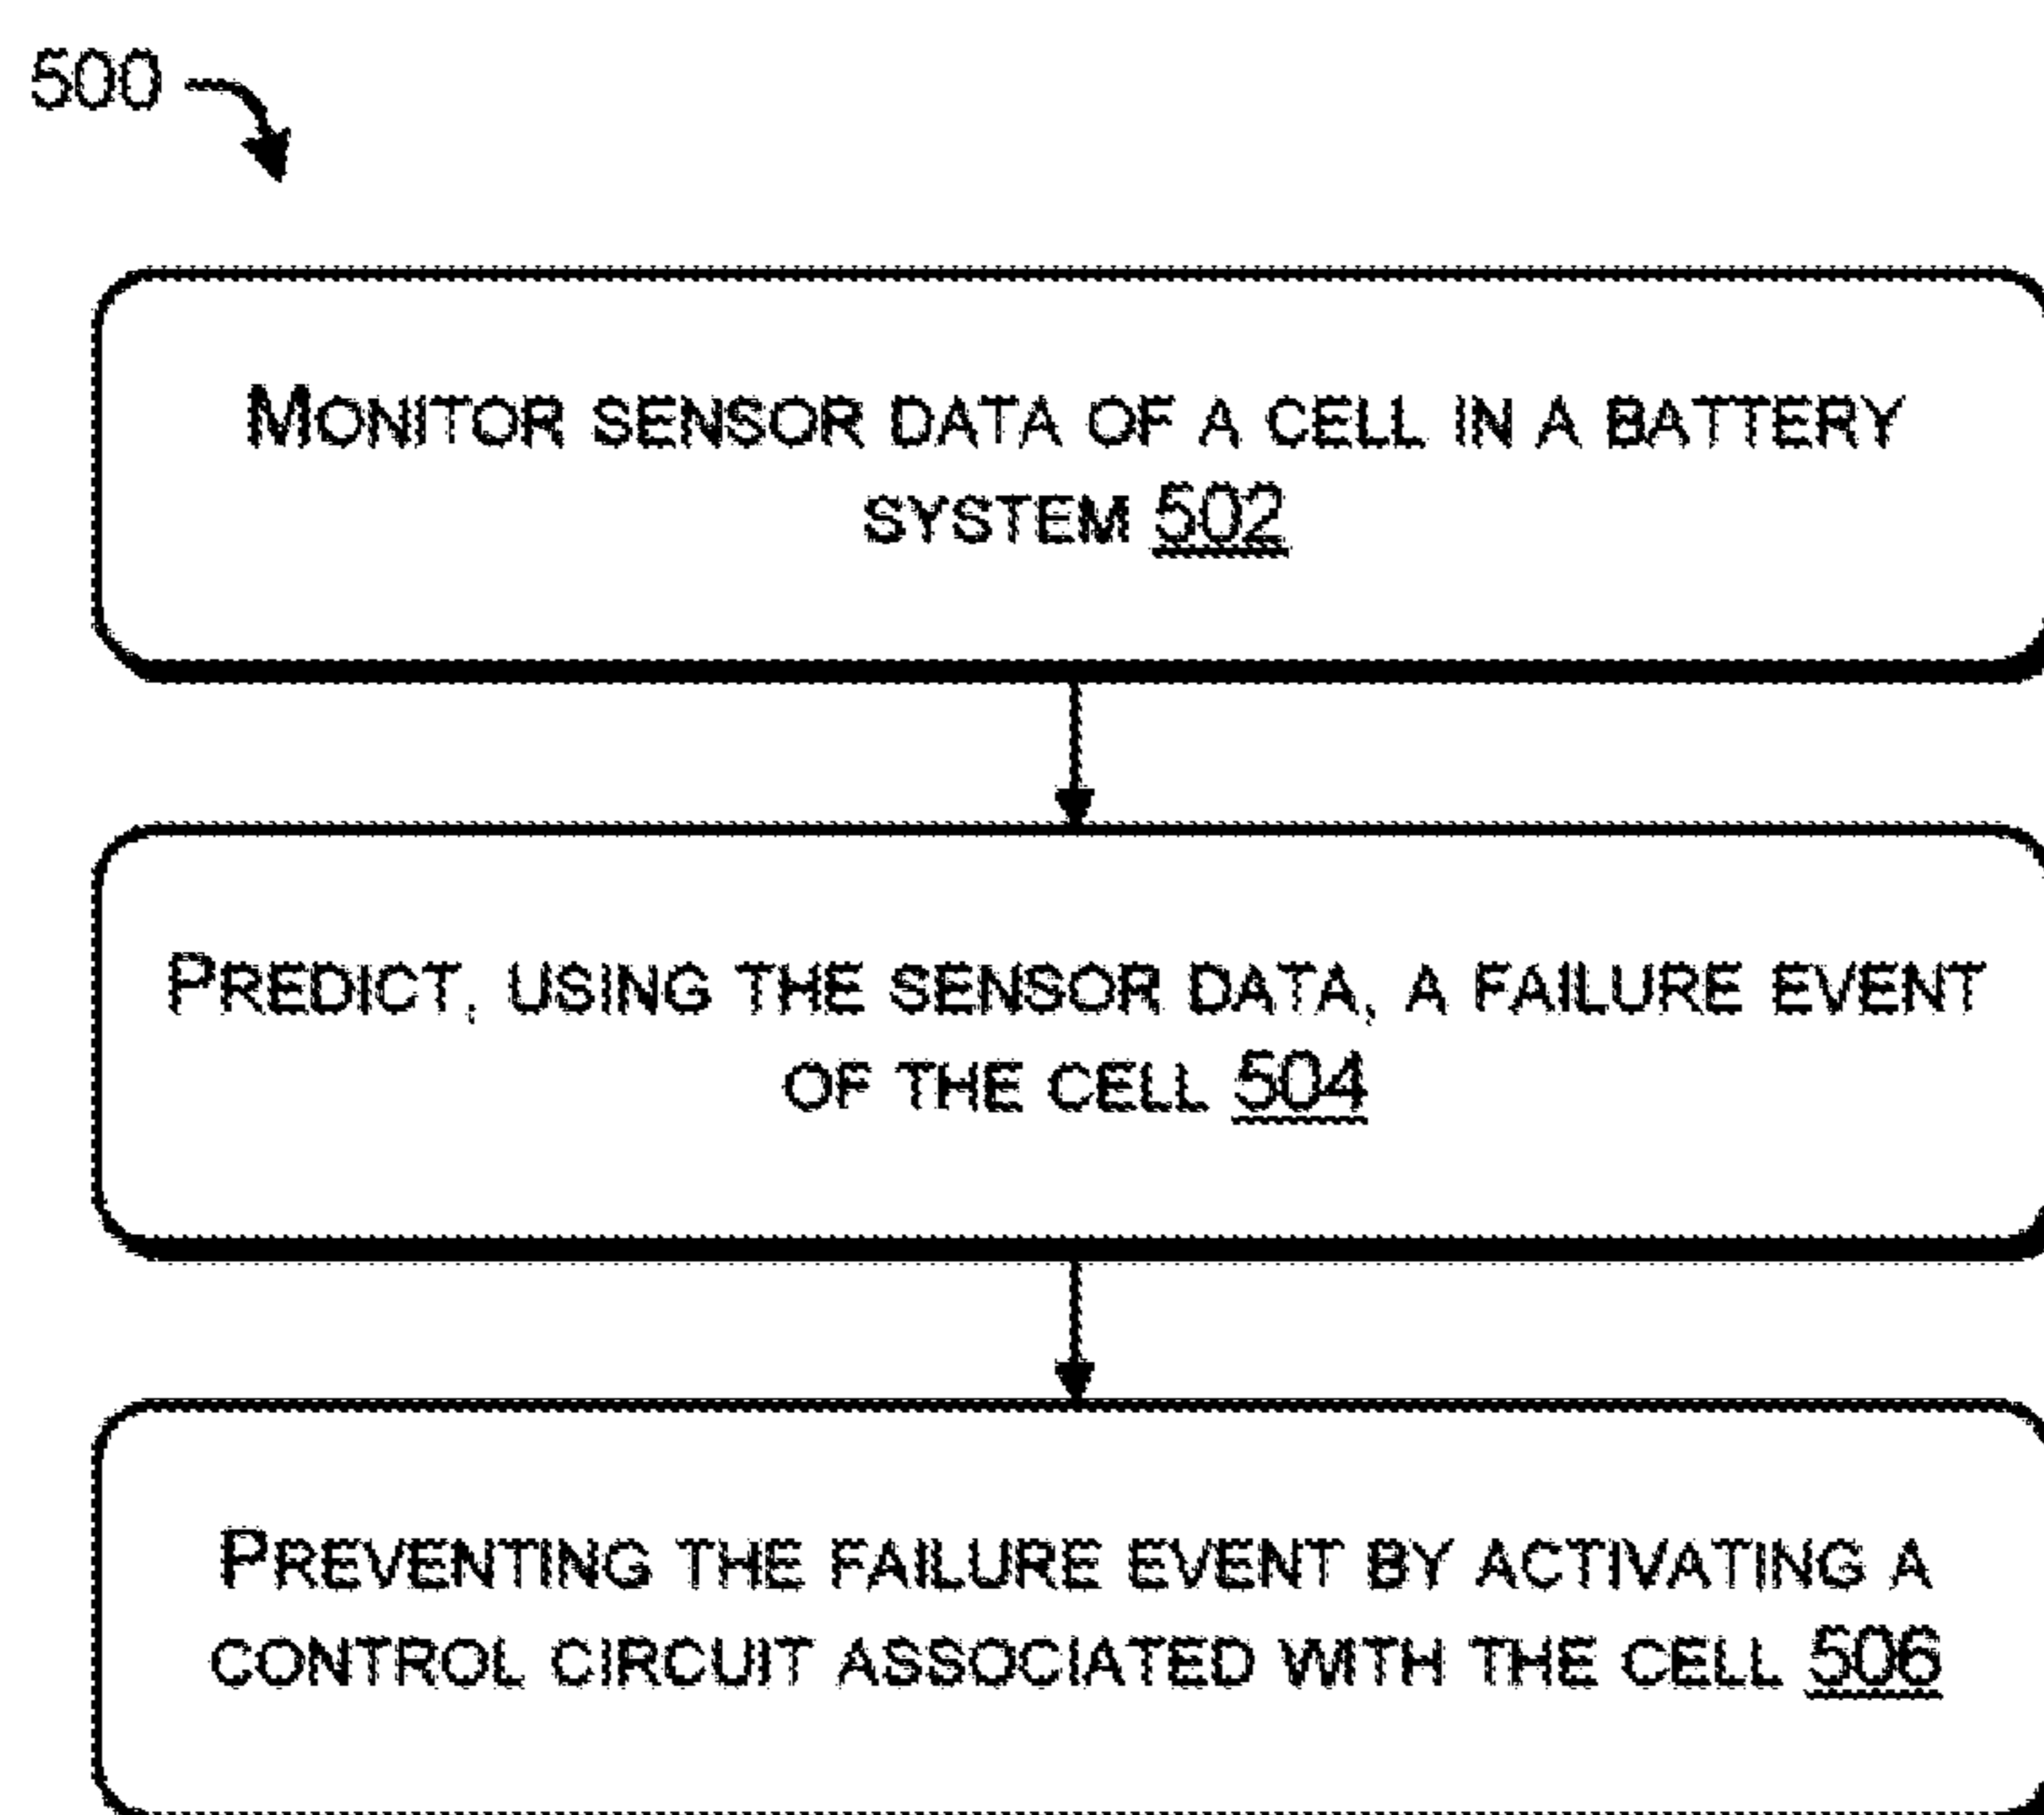 500
MONITOR SENSOR DATA OF A CELL IN A BATTERY
SYSTEM 502
PREDICT, USING THE SENSOR DATA, A FAILURE EVENT
OF THE CELL 504
PREVENTING THE FAILURE EVENT BY ACTIVATING A
CONTROL CIRCUIT ASSOCIATED WITH THE CELL 506